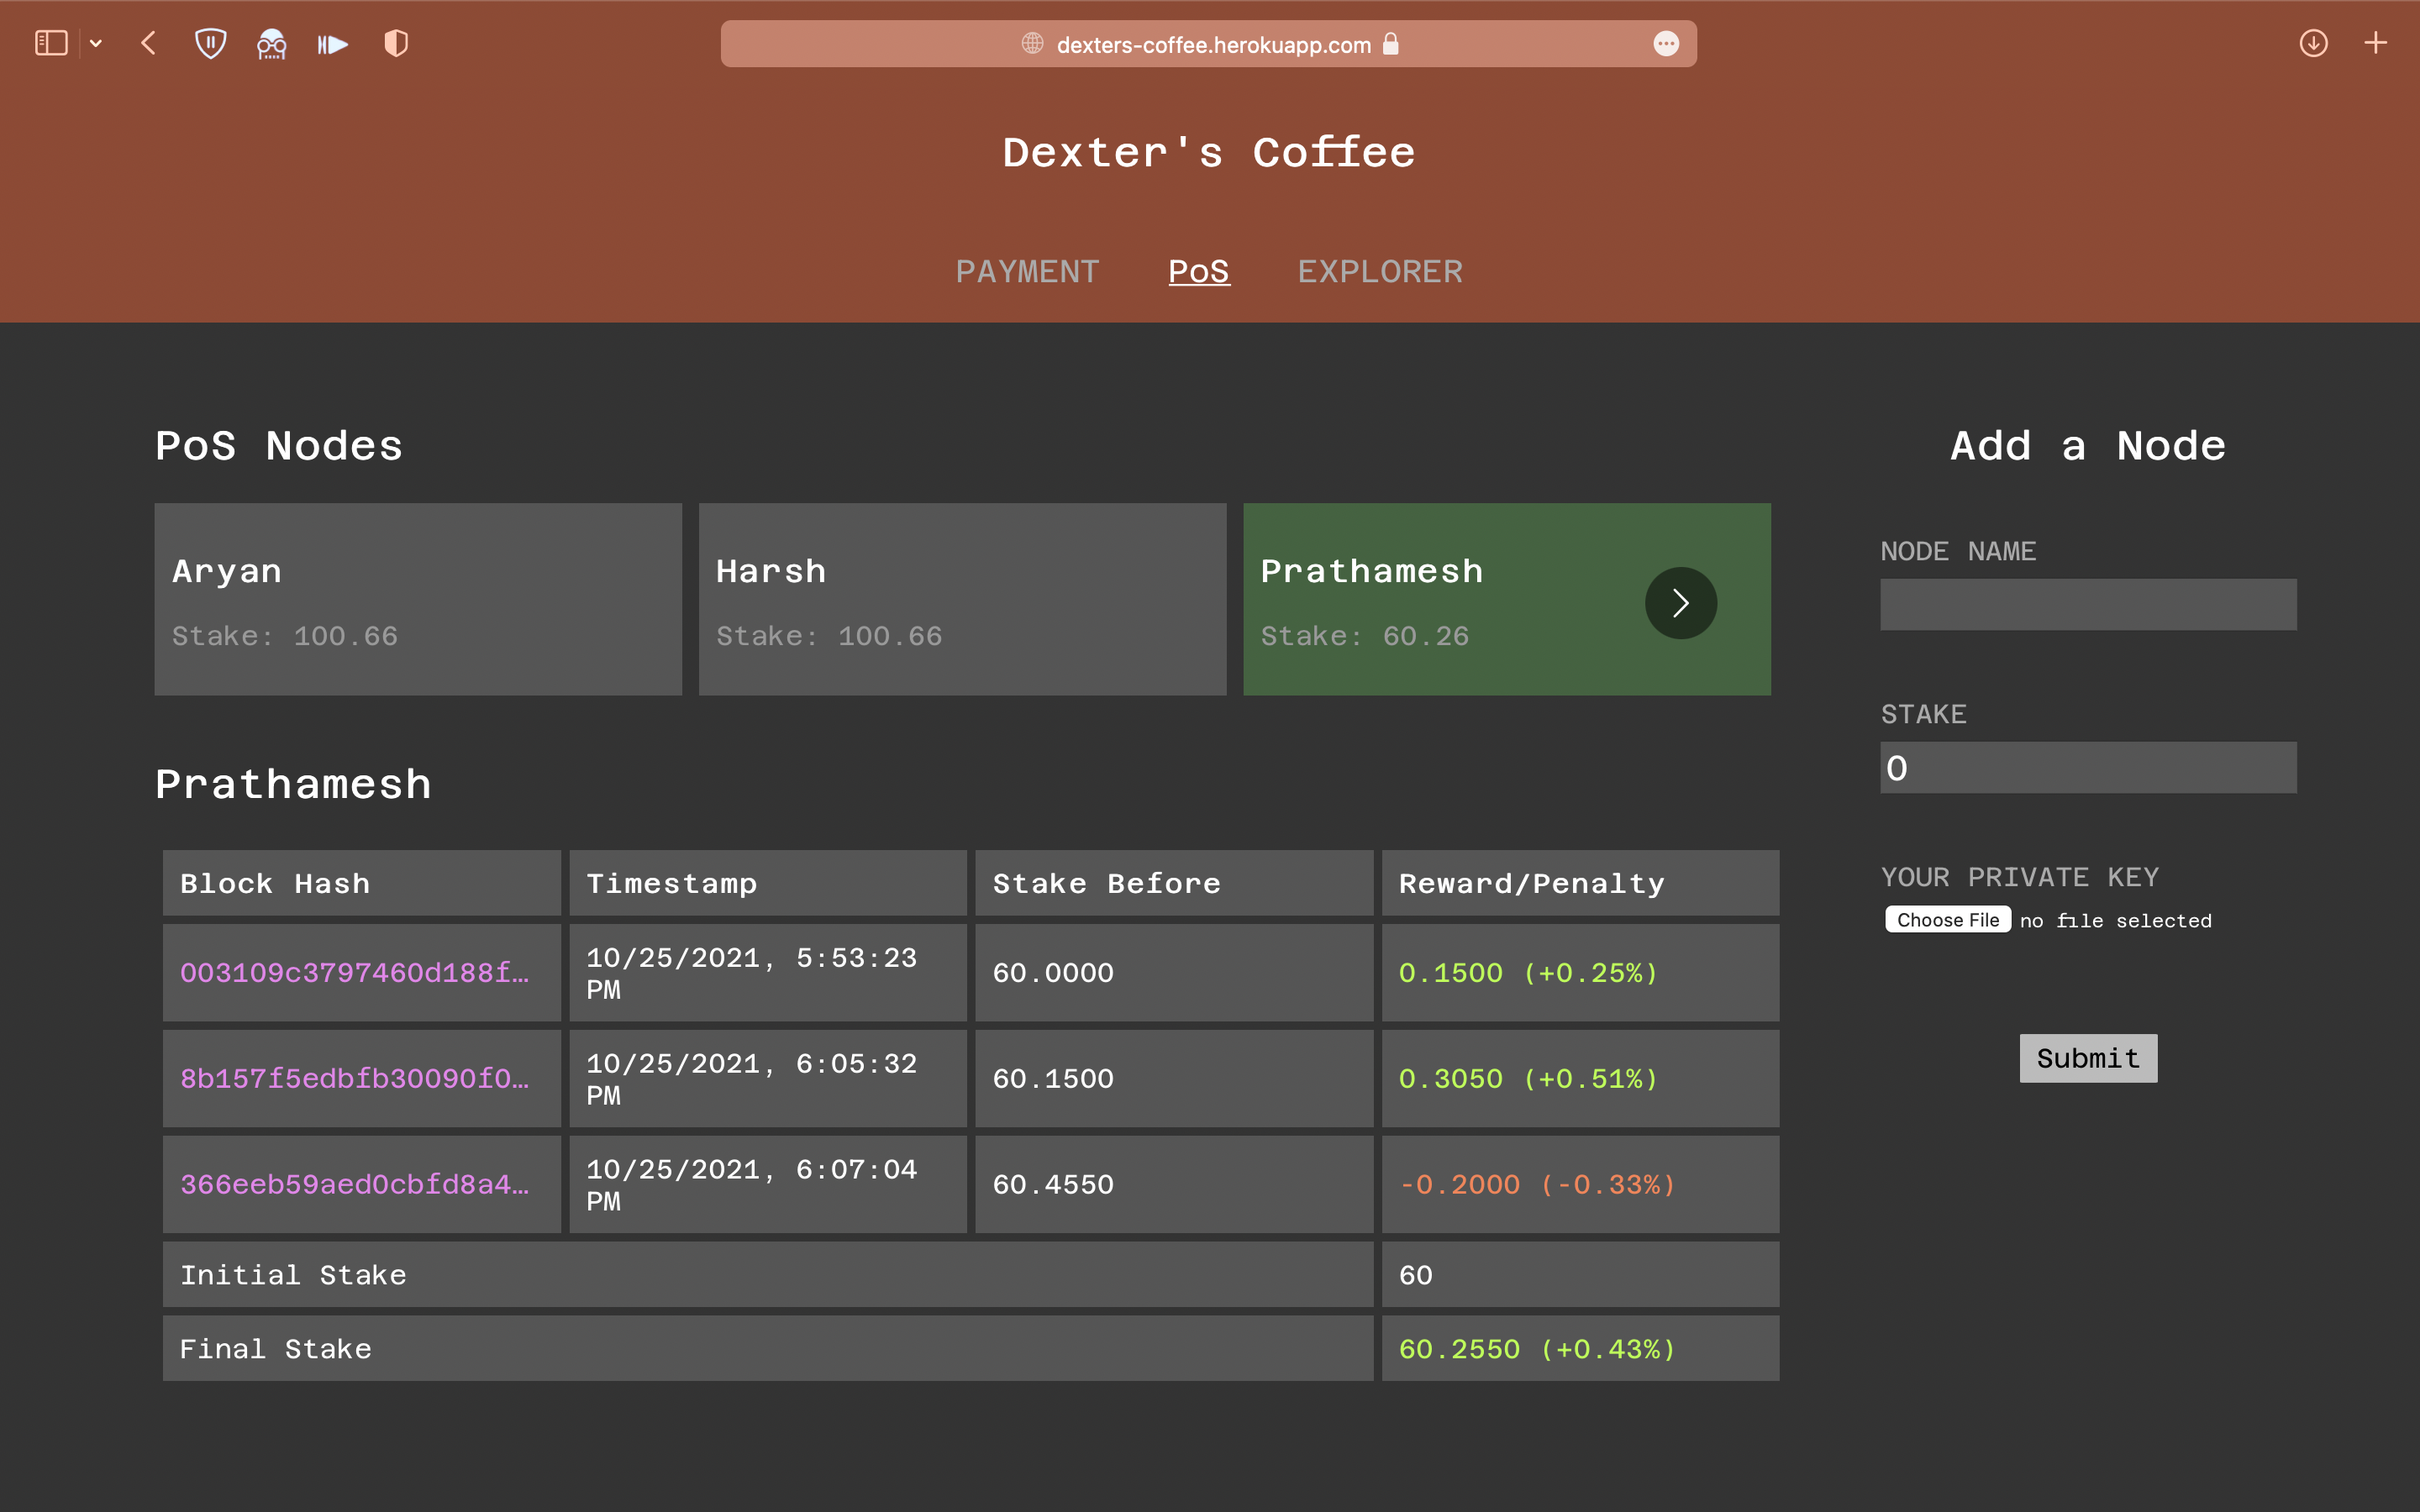 dexters-coffee.herokuapp.com
Dexter's Coffee
PAYMENT PoS EXPLORER
PoS Nodes
Aryan
Stake: 100.66
Harsh
Stake: 100.66
Prathamesh
Stake: 60.26
Prathamesh
Block Hash Timestamp Stake Before Reward/Penalty
003109c3797460d188f… 10/25/2021, 5:53:23 PM 60.0000 0.1500 (+0.25%)
8b157f5edbfb30090f0… 10/25/2021, 6:05:32 PM 60.1500 0.3050 (+0.51%)
366eeb59aed0cbfd8a4… 10/25/2021, 6:07:04 PM 60.4550 -0.2000 (-0.33%)
Initial Stake 60
Final Stake 60.2550 (+0.43%)
Add a Node
NODE NAME
STAKE
0
YOUR PRIVATE KEY
Choose File no file selected
Submit